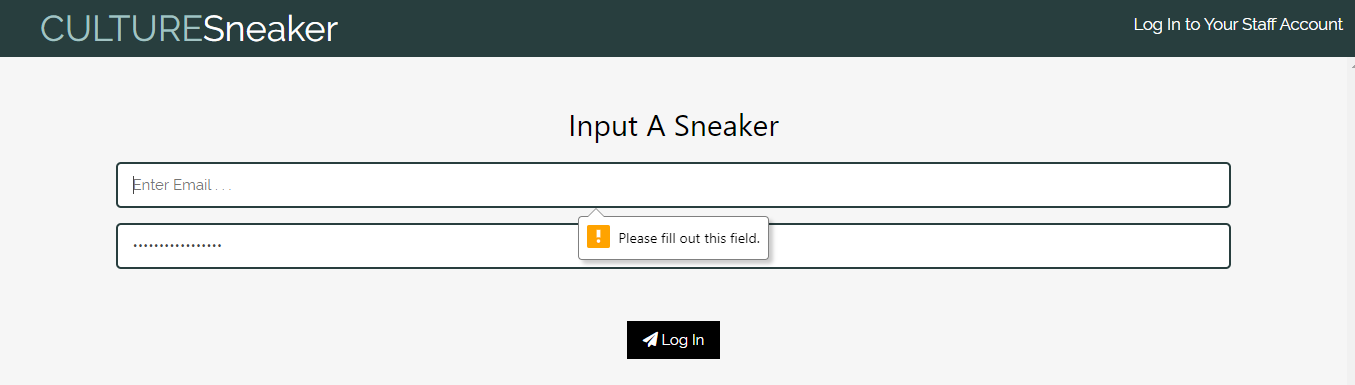 CULTURESneaker
Log In to Your Staff Account
Input A Sneaker
Enter Email . . .
Please fill out this field.
•••••••••••••••••
Log In